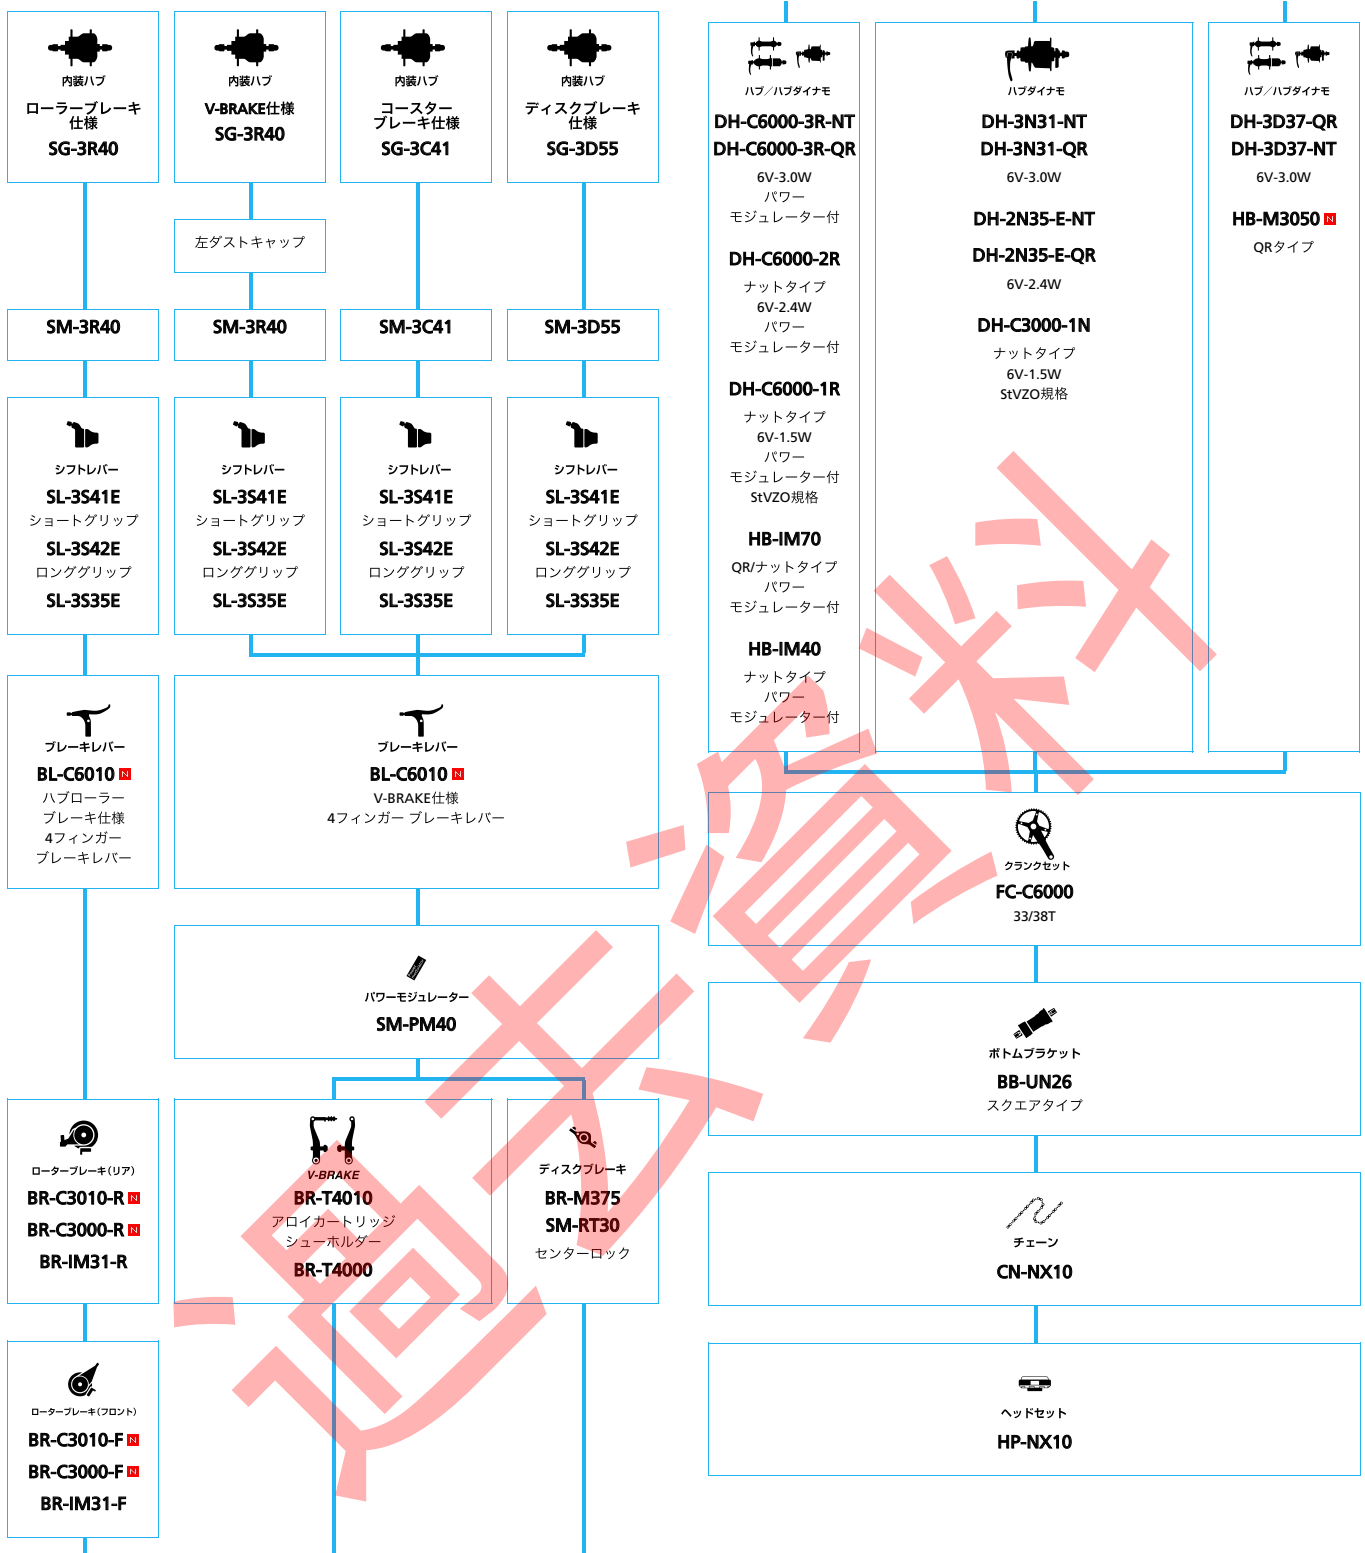 内装ハブ
ローラーブレーキ
仕様
SG-3R40
内装ハブ
V-BRAKE仕様
SG-3R40
内装ハブ
コースター
ブレーキ仕様
SG-3C41
内装ハブ
ディスクブレーキ
仕様
SG-3D55
左ダストキャップ
SM-3R40
SM-3R40
SM-3C41
SM-3D55
シフトレバー
SL-3S41E
ショートグリップ
SL-3S42E
ロンググリップ
SL-3S35E
シフトレバー
SL-3S41E
ショートグリップ
SL-3S42E
ロンググリップ
SL-3S35E
シフトレバー
SL-3S41E
ショートグリップ
SL-3S42E
ロンググリップ
SL-3S35E
シフトレバー
SL-3S41E
ショートグリップ
SL-3S42E
ロンググリップ
SL-3S35E
ブレーキレバー
BL-C6010 N
ハブローラー
ブレーキ仕様
4フィンガー
ブレーキレバー
ブレーキレバー
BL-C6010 N
V-BRAKE仕様
4フィンガー ブレーキレバー
パワーモジュレーター
SM-PM40
ローターブレーキ(リア)
BR-C3010-R N
BR-C3000-R N
BR-IM31-R
V-BRAKE
BR-T4010
アロイカートリッジ
シューホルダー
BR-T4000
ディスクブレーキ
BR-M375
SM-RT30
センターロック
ローターブレーキ(フロント)
BR-C3010-F N
BR-C3000-F N
BR-IM31-F
ハブ／ハブダイナモ
DH-C6000-3R-NT
DH-C6000-3R-QR
6V-3.0W
パワー
モジュレーター付
DH-C6000-2R
ナットタイプ
6V-2.4W
パワー
モジュレーター付
DH-C6000-1R
ナットタイプ
6V-1.5W
パワー
モジュレーター付
StVZO規格
HB-IM70
QR/ナットタイプ
パワー
モジュレーター付
HB-IM40
ナットタイプ
パワー
モジュレーター付
ハブダイナモ
DH-3N31-NT
DH-3N31-QR
6V-3.0W
DH-2N35-E-NT
DH-2N35-E-QR
6V-2.4W
DH-C3000-1N
ナットタイプ
6V-1.5W
StVZO規格
ハブ／ハブダイナモ
DH-3D37-QR
DH-3D37-NT
6V-3.0W
HB-M3050 N
QRタイプ
クランクセット
FC-C6000
33/38T
ボトムブラケット
BB-UN26
スクエアタイプ
チェーン
CN-NX10
ヘッドセット
HP-NX10
過去資料